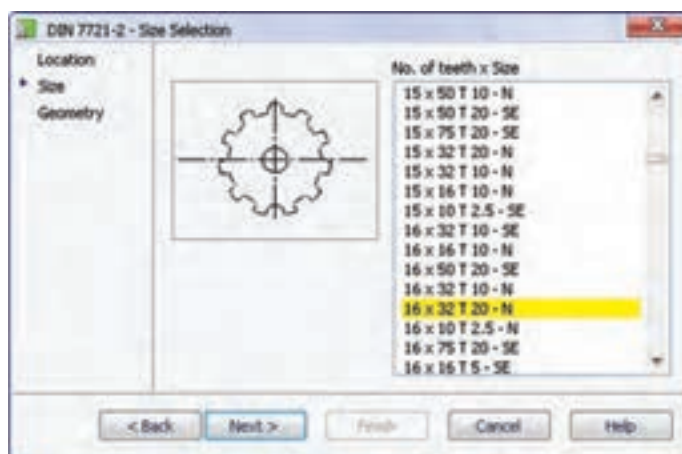 DIN 7721-2 - Size Selection
Location
Size
Geometry
No. of teeth x Size
15 x 50 T 10 - N
15 x 50 T 20 - SE
15 x 75 T 20 - SE
15 x 32 T 20 - N
15 x 32 T 10 - N
15 x 16 T 10 - N
15 x 10 T 2.5 - SE
16 x 32 T 10 - SE
16 x 16 T 10 - N
16 x 50 T 20 - SE
16 x 32 T 10 - N
16 x 32 T 20 - N
16 x 10 T 2.5 - N
16 x 75 T 20 - SE
16 x 16 T 5 - SE
< Back
Next >
Finish
Cancel
Help